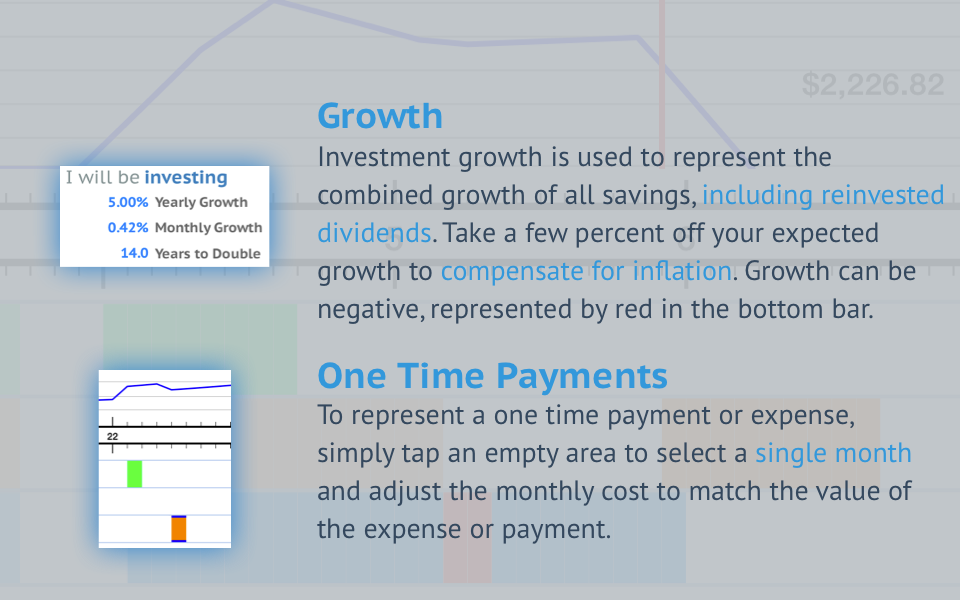 $2,226.82
Growth
Investment growth is used to represent the
combined growth of all savings, including reinvested
dividends. Take a few percent off your expected
growth to compensate for inflation. Growth can be
negative, represented by red in the bottom bar.
I will be investing
5.00% Yearly Growth
0.42% Monthly Growth
14.0 Years to Double
One Time Payments
To represent a one time payment or expense,
simply tap an empty area to select a single month
and adjust the monthly cost to match the value of
the expense or payment.
22